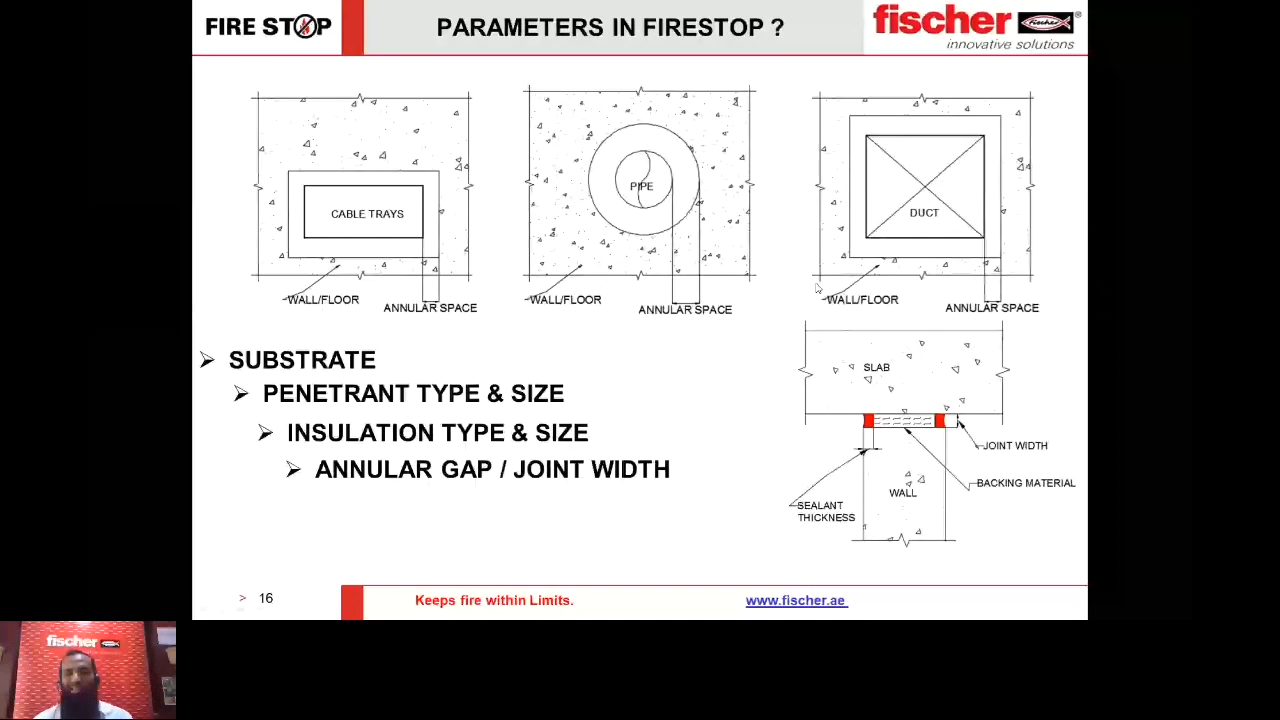 FIRE STOP
PARAMETERS IN FIRESTOP ?
fischer
fischer
®
innovative solutions
CABLE TRAYS
PIPE
DUCT
WALL/FLOOR
ANNULAR SPACE
WALL/FLOOR
ANNULAR SPACE
WALL/FLOOR
ANNULAR SPACE
SUBSTRATE
PENETRANT TYPE & SIZE
INSULATION TYPE & SIZE
ANNULAR GAP / JOINT WIDTH
SLAB
JOINT WIDTH
BACKING MATERIAL
WALL
SEALANT
THICKNESS
> 16
Keeps fire within Limits.
www.fischer.ae
fischer